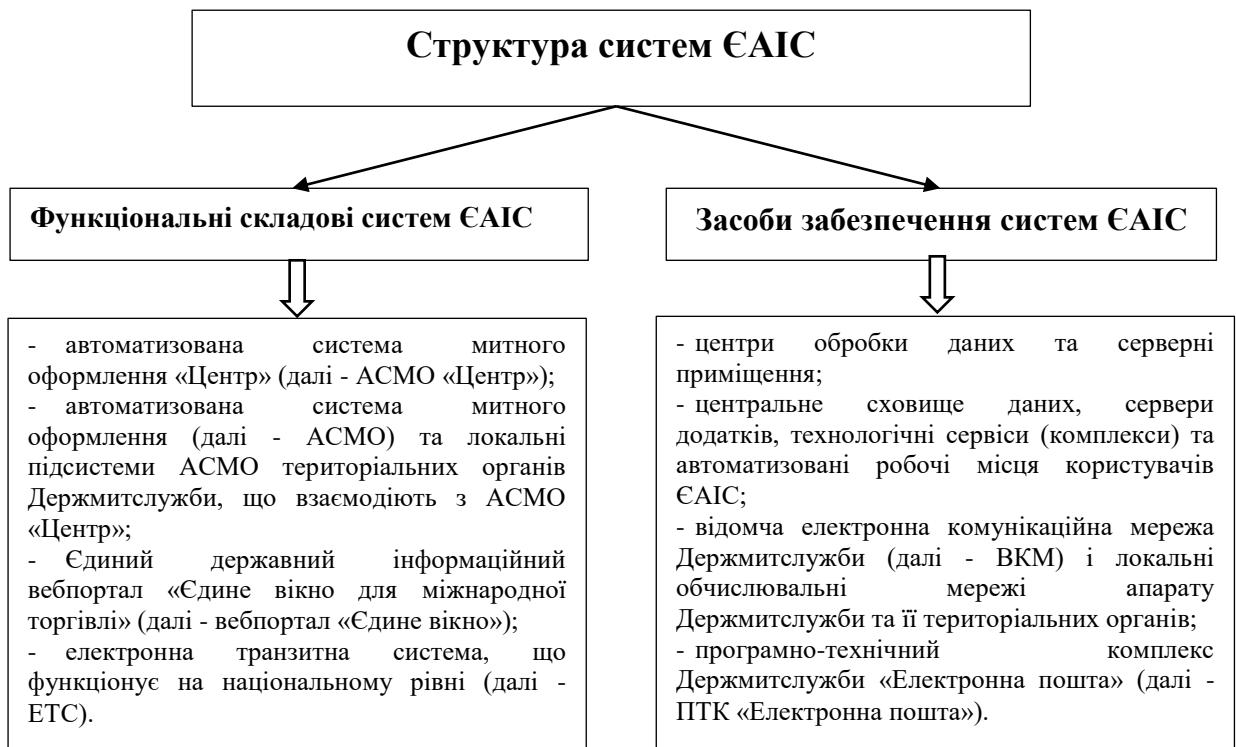 Структура систем ЄАІС
Функціональні складові систем ЄАІС
Засоби забезпечення систем ЄАІС
- автоматизована система митного
оформлення «Центр» (далі - АСМО «Центр»);
- автоматизована система митного
оформлення (далі - АСМО) та локальні
підсистеми АСМО територіальних органів
Держмитслужби, що взаємодіють з АСМО
«Центр»;
- Єдиний державний інформаційний
вебпортал «Єдине вікно для міжнародної
торгівлі» (далі - вебпортал «Єдине вікно»);
- електронна транзитна система, що
функціонує на національному рівні (далі -
ЕТС).
- центри обробки даних та серверні
приміщення;
- центральне сховище даних, сервери
додатків, технологічні сервіси (комплекси) та
автоматизовані робочі місця користувачів
ЄАІС;
- відомча електронна комунікаційна мережа
Держмитслужби (далі - ВКМ) і локальні
обчислювальні мережі апарату
Держмитслужби та її територіальних органів;
- програмно-технічний комплекс
Держмитслужби «Електронна пошта» (далі -
ПТК «Електронна пошта»).